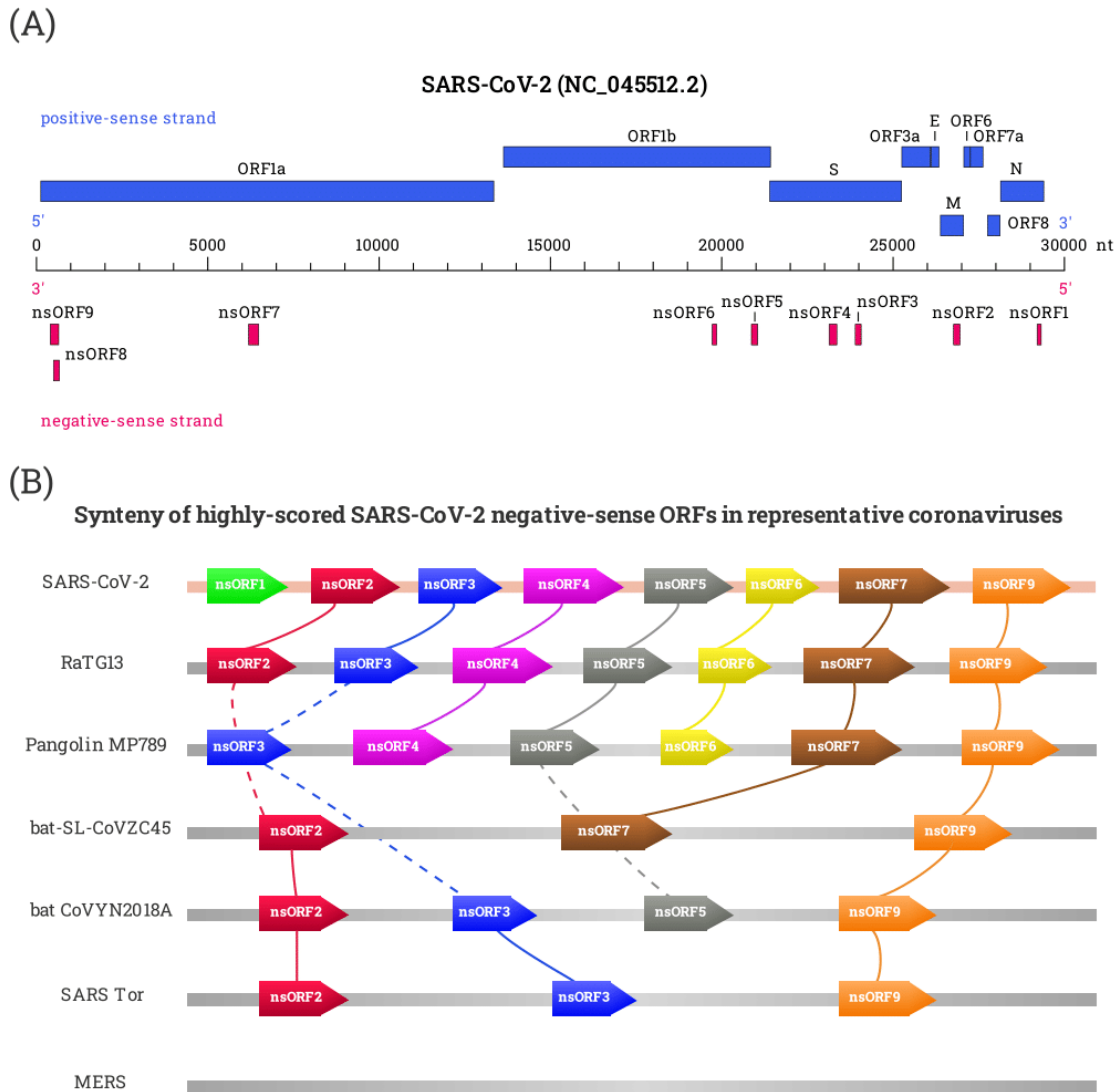 (A)
SARS-CoV-2 (NC_045512.2)
positive-sense strand
E ORF6
ORF1a ORF1b ORF3a ORF7a
S N
M
5' ORF8 3'
0 5000 10000 15000 20000 25000 30000 nt
3' 5'
nsORF9 nsORF7 nsORF6 nsORF5 nsORF4 nsORF3 nsORF2 nsORF1
nsORF8
negative-sense strand
(B)
Synteny of highly-scored SARS-CoV-2 negative-sense ORFs in representative coronaviruses
SARS-CoV-2 nsORF1 nsORF2 nsORF3 nsORF4 nsORF5 nsORF6 nsORF7 nsORF9
RaTG13 nsORF2 nsORF3 nsORF4 nsORF5 nsORF6 nsORF7 nsORF9
Pangolin MP789 nsORF3 nsORF4 nsORF5 nsORF6 nsORF7 nsORF9
bat-SL-CoVZC45 nsORF2 nsORF7 nsORF9
bat CoVYN2018A nsORF2 nsORF3 nsORF5 nsORF9
SARS Tor nsORF2 nsORF3 nsORF9
MERS